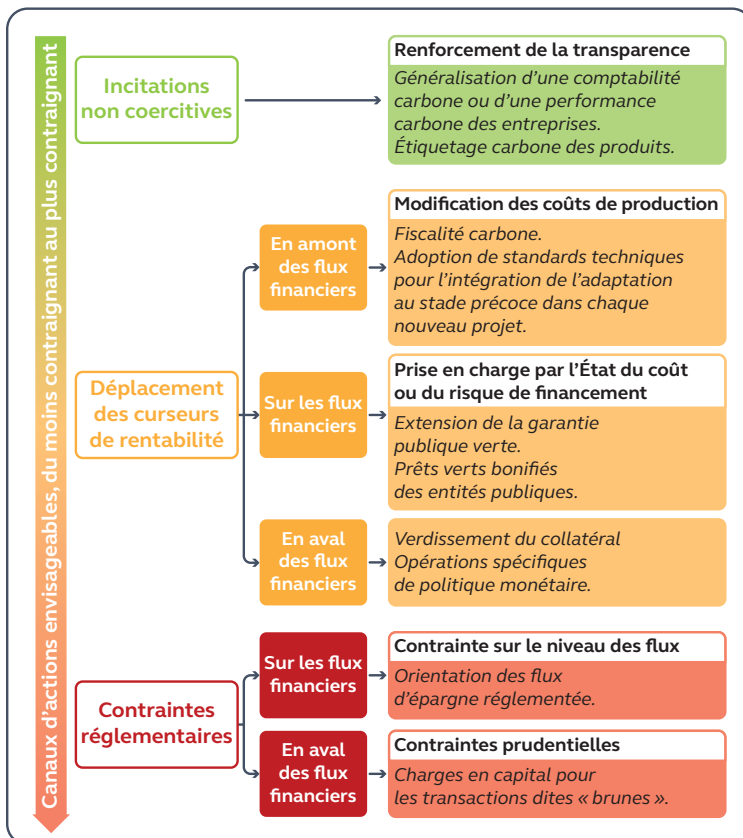 Canaux d'actions envisageables, du moins contraignant au plus contraignant
Incitations
non coercitives
Renforcement de la transparence
Généralisation d'une comptabilité
carbone ou d'une performance
carbone des entreprises.
Étiquetage carbone des produits.
Déplacement
des curseurs
de rentabilité
En amont
des flux
financiers
Modification des coûts de production
Fiscalité carbone.
Adoption de standards techniques
pour l'intégration de l'adaptation
au stade précoce dans chaque
nouveau projet.
Sur les flux
financiers
Prise en charge par l'État du coût
ou du risque de financement
Extension de la garantie
publique verte.
Prêts verts bonifiés
des entités publiques.
En aval
des flux
financiers
Verdissement du collatéral
Opérations spécifiques
de politique monétaire.
Contraintes
réglementaires
Sur les flux
financiers
Contrainte sur le niveau des flux
Orientation des flux
d'épargne réglementée.
En aval
des flux
financiers
Contraintes prudentielles
Charges en capital pour
les transactions dites « brunes ».